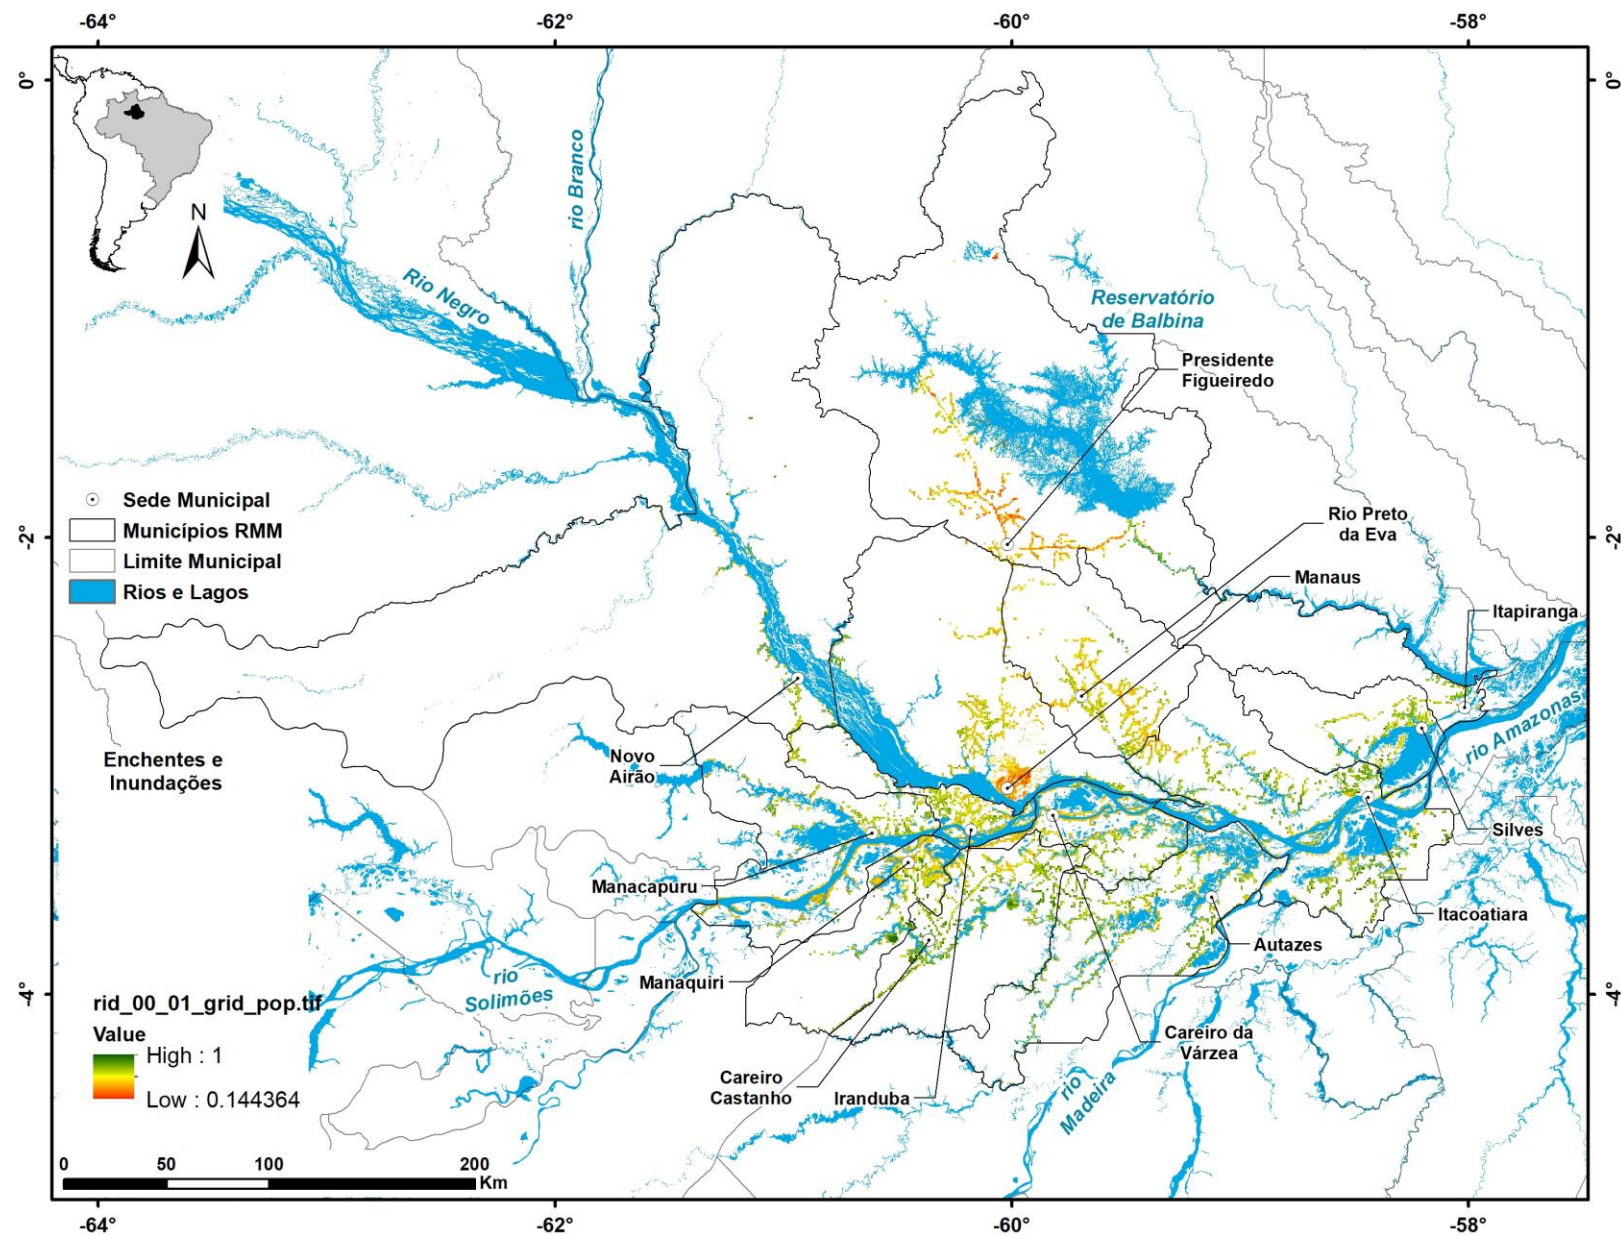 -64°
-62°
-60°
-58°
0°
0°
N
rio Branco
Rio Negro
Reservatório
de Balbina
Presidente
Figueiredo
Sede Municipal
Municípios RMM
Limite Municipal
Rios e Lagos
-2°
-2°
Rio Preto
da Eva
Manaus
Itapiranga
rio Amazonas
Enchentes e
Inundações
Novo
Airão
Silves
Manacapuru
Itacoatiara
Autazes
Manaquiri
rio
Solimões
-4°
-4°
rid_00_01_grid_pop.tif
Value
High : 1
Low : 0.144364
Careiro da
Várzea
Careiro
Castanho
Iranduba
rio
Madeira
0
50
100
200
Km
-64°
-62°
-60°
-58°